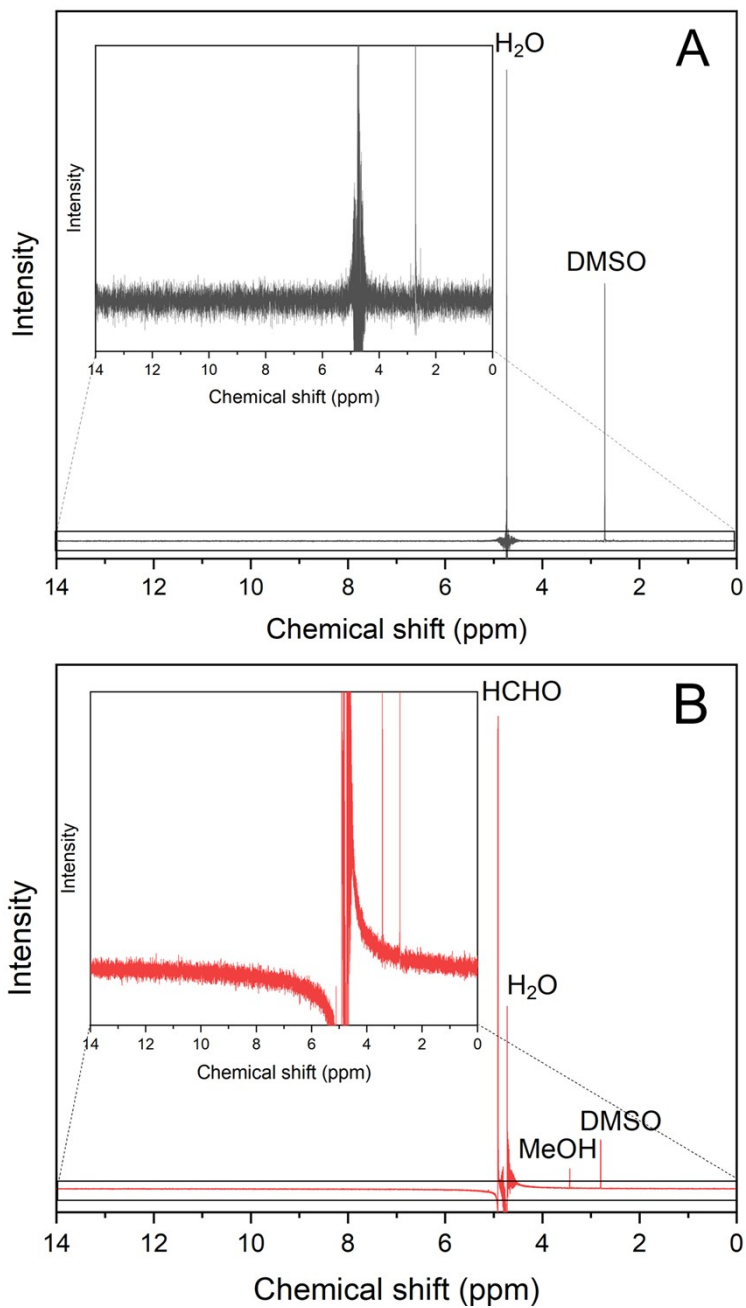 A
H₂O
DMSO
Intensity
Intensity
14 12 10 8 6 4 2 0
Chemical shift (ppm)
14 12 10 8 6 4 2 0
Chemical shift (ppm)
B
HCHO
H₂O
MeOH
DMSO
Intensity
Intensity
14 12 10 8 6 4 2 0
Chemical shift (ppm)
14 12 10 8 6 4 2 0
Chemical shift (ppm)